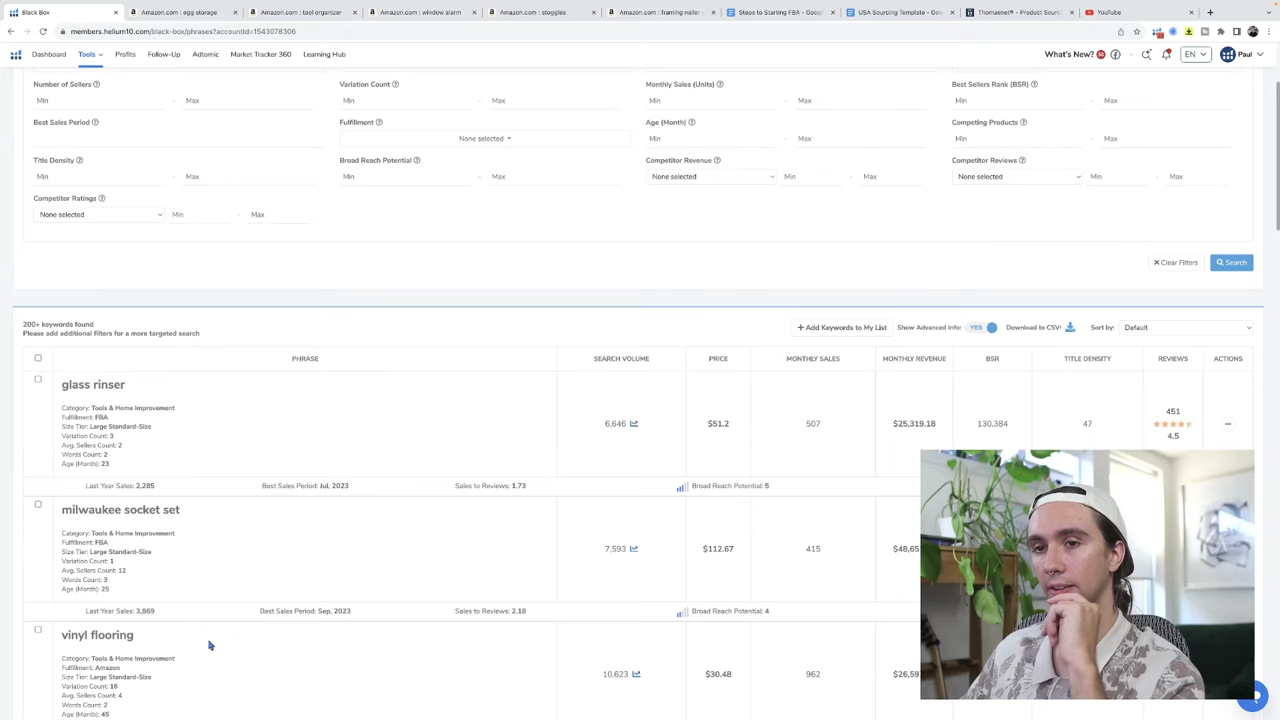 Black Box
Amazon.com : egg storage
Amazon.com : tool organizer
Amazon.com : window alarm
Amazon.com : stoggles
Amazon.com : framing nailer
Steps to Starting FBA - Goog
USA Sourcing Template - Goo
Thomasnet® - Product Sourci
YouTube
members.helium10.com/black-box/phrases?accountId=1543078306
Dashboard Tools Profits Follow-Up Adtomic Market Tracker 360 Learning Hub
What's New? EN Paul
Number of Sellers Variation Count Monthly Sales (Units) Best Sellers Rank (BSR)
Min - Max Min - Max Min - Max Min - Max
Best Sales Period Fulfillment Age (Month) Competing Products
None selected Min - Max Min - Max
Title Density Broad Reach Potential Competitor Revenue Competitor Reviews
Min - Max Min - Max None selected Min - Max None selected Min - Max
Competitor Ratings
None selected Min - Max
Clear Filters Search
200+ keywords found
Please add additional filters for a more targeted search
+ Add Keywords to My List Show Advanced Info: YES Download to CSV: Sort by: Default
PHRASE SEARCH VOLUME PRICE MONTHLY SALES MONTHLY REVENUE BSR TITLE DENSITY REVIEWS ACTIONS
glass rinser
Category: Tools & Home Improvement
Fulfillment: FBA
Size Tier: Large Standard-Size
Variation Count: 3
Avg. Sellers Count: 2
Words Count: 2
Age (Month): 23
6,646 $51.2 507 $25,319.18 130,384 47
451
4.5
Last Year Sales: 2,285 Best Sales Period: Jul, 2023 Sales to Reviews: 1.73 Broad Reach Potential: 5
milwaukee socket set
Category: Tools & Home Improvement
Fulfillment: FBA
Size Tier: Large Standard-Size
Variation Count: 1
Avg. Sellers Count: 12
Words Count: 3
Age (Month): 25
7,593 $112.67 415 $48,65
Last Year Sales: 3,869 Best Sales Period: Sep, 2023 Sales to Reviews: 2.18 Broad Reach Potential: 4
vinyl flooring
Category: Tools & Home Improvement
Fulfillment: Amazon
Size Tier: Large Standard-Size
Variation Count: 16
Avg. Sellers Count: 4
Words Count: 2
Age (Month): 45
10,623 $30.48 962 $26,59